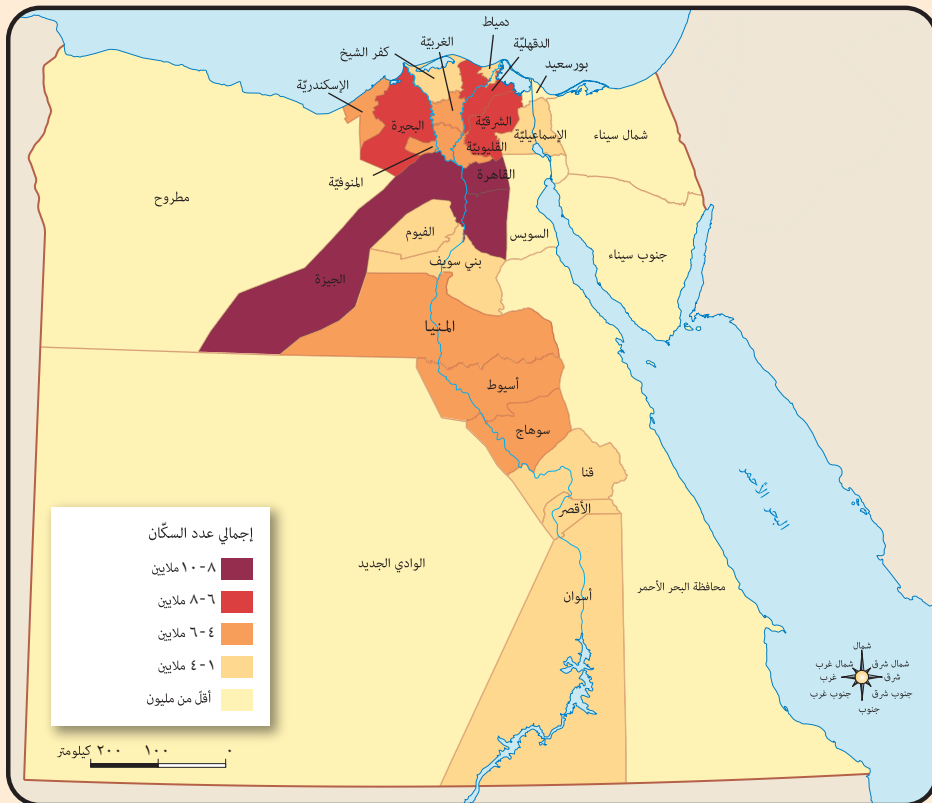 دمياط
الدقهليّة
الغربيّة
كفر الشيخ
بورسعيد
الإسكندريّة
البحيرة
الشرقيّة
الإسماعيليّة
شمال سيناء
القليوبيّة
المنوفيّة
القاهرة
مطروح
الفيوم
السويس
جنوب سيناء
بني سويف
الجيزة
المنيا
أسيوط
سوهاج
قنا
الأقصر
البحر الأحمر
الوادي الجديد
أسوان
محافظة البحر الأحمر
إجمالي عدد السكّان
٨-١٠ ملايين
٦-٨ ملايين
٤-٦ ملايين
١-٤ ملايين
أقلّ من مليون
٠ ١٠٠ ٢٠٠ كيلومتر
شمال
شمال شرق
شمال غرب
شرق
غرب
جنوب شرق
جنوب غرب
جنوب